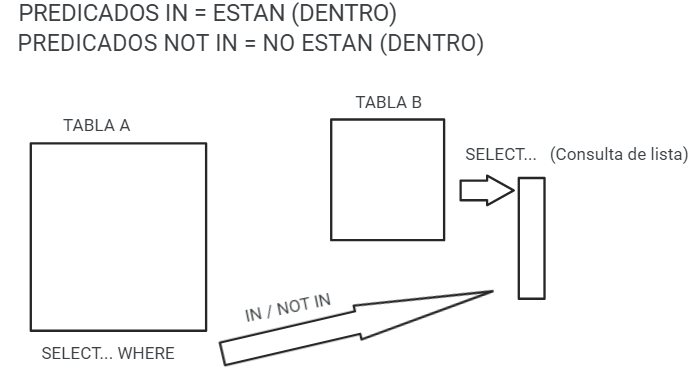 PREDICADOS IN = ESTAN (DENTRO)
PREDICADOS NOT IN = NO ESTAN (DENTRO)
TABLA B
TABLA A
SELECT... (Consulta de lista)
IN / NOT IN
SELECT... WHERE